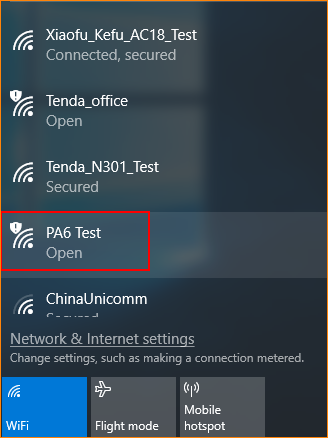 Xiaofu_Kefu_AC18_Test
Connected, secured
Tenda_office
Open
Tenda_N301_Test
Secured
PA6 Test
Open
ChinaUnicomm
Secured
Network & Internet settings
Change settings, such as making a connection metered.
WiFi
Flight mode
Mobile
hotspot